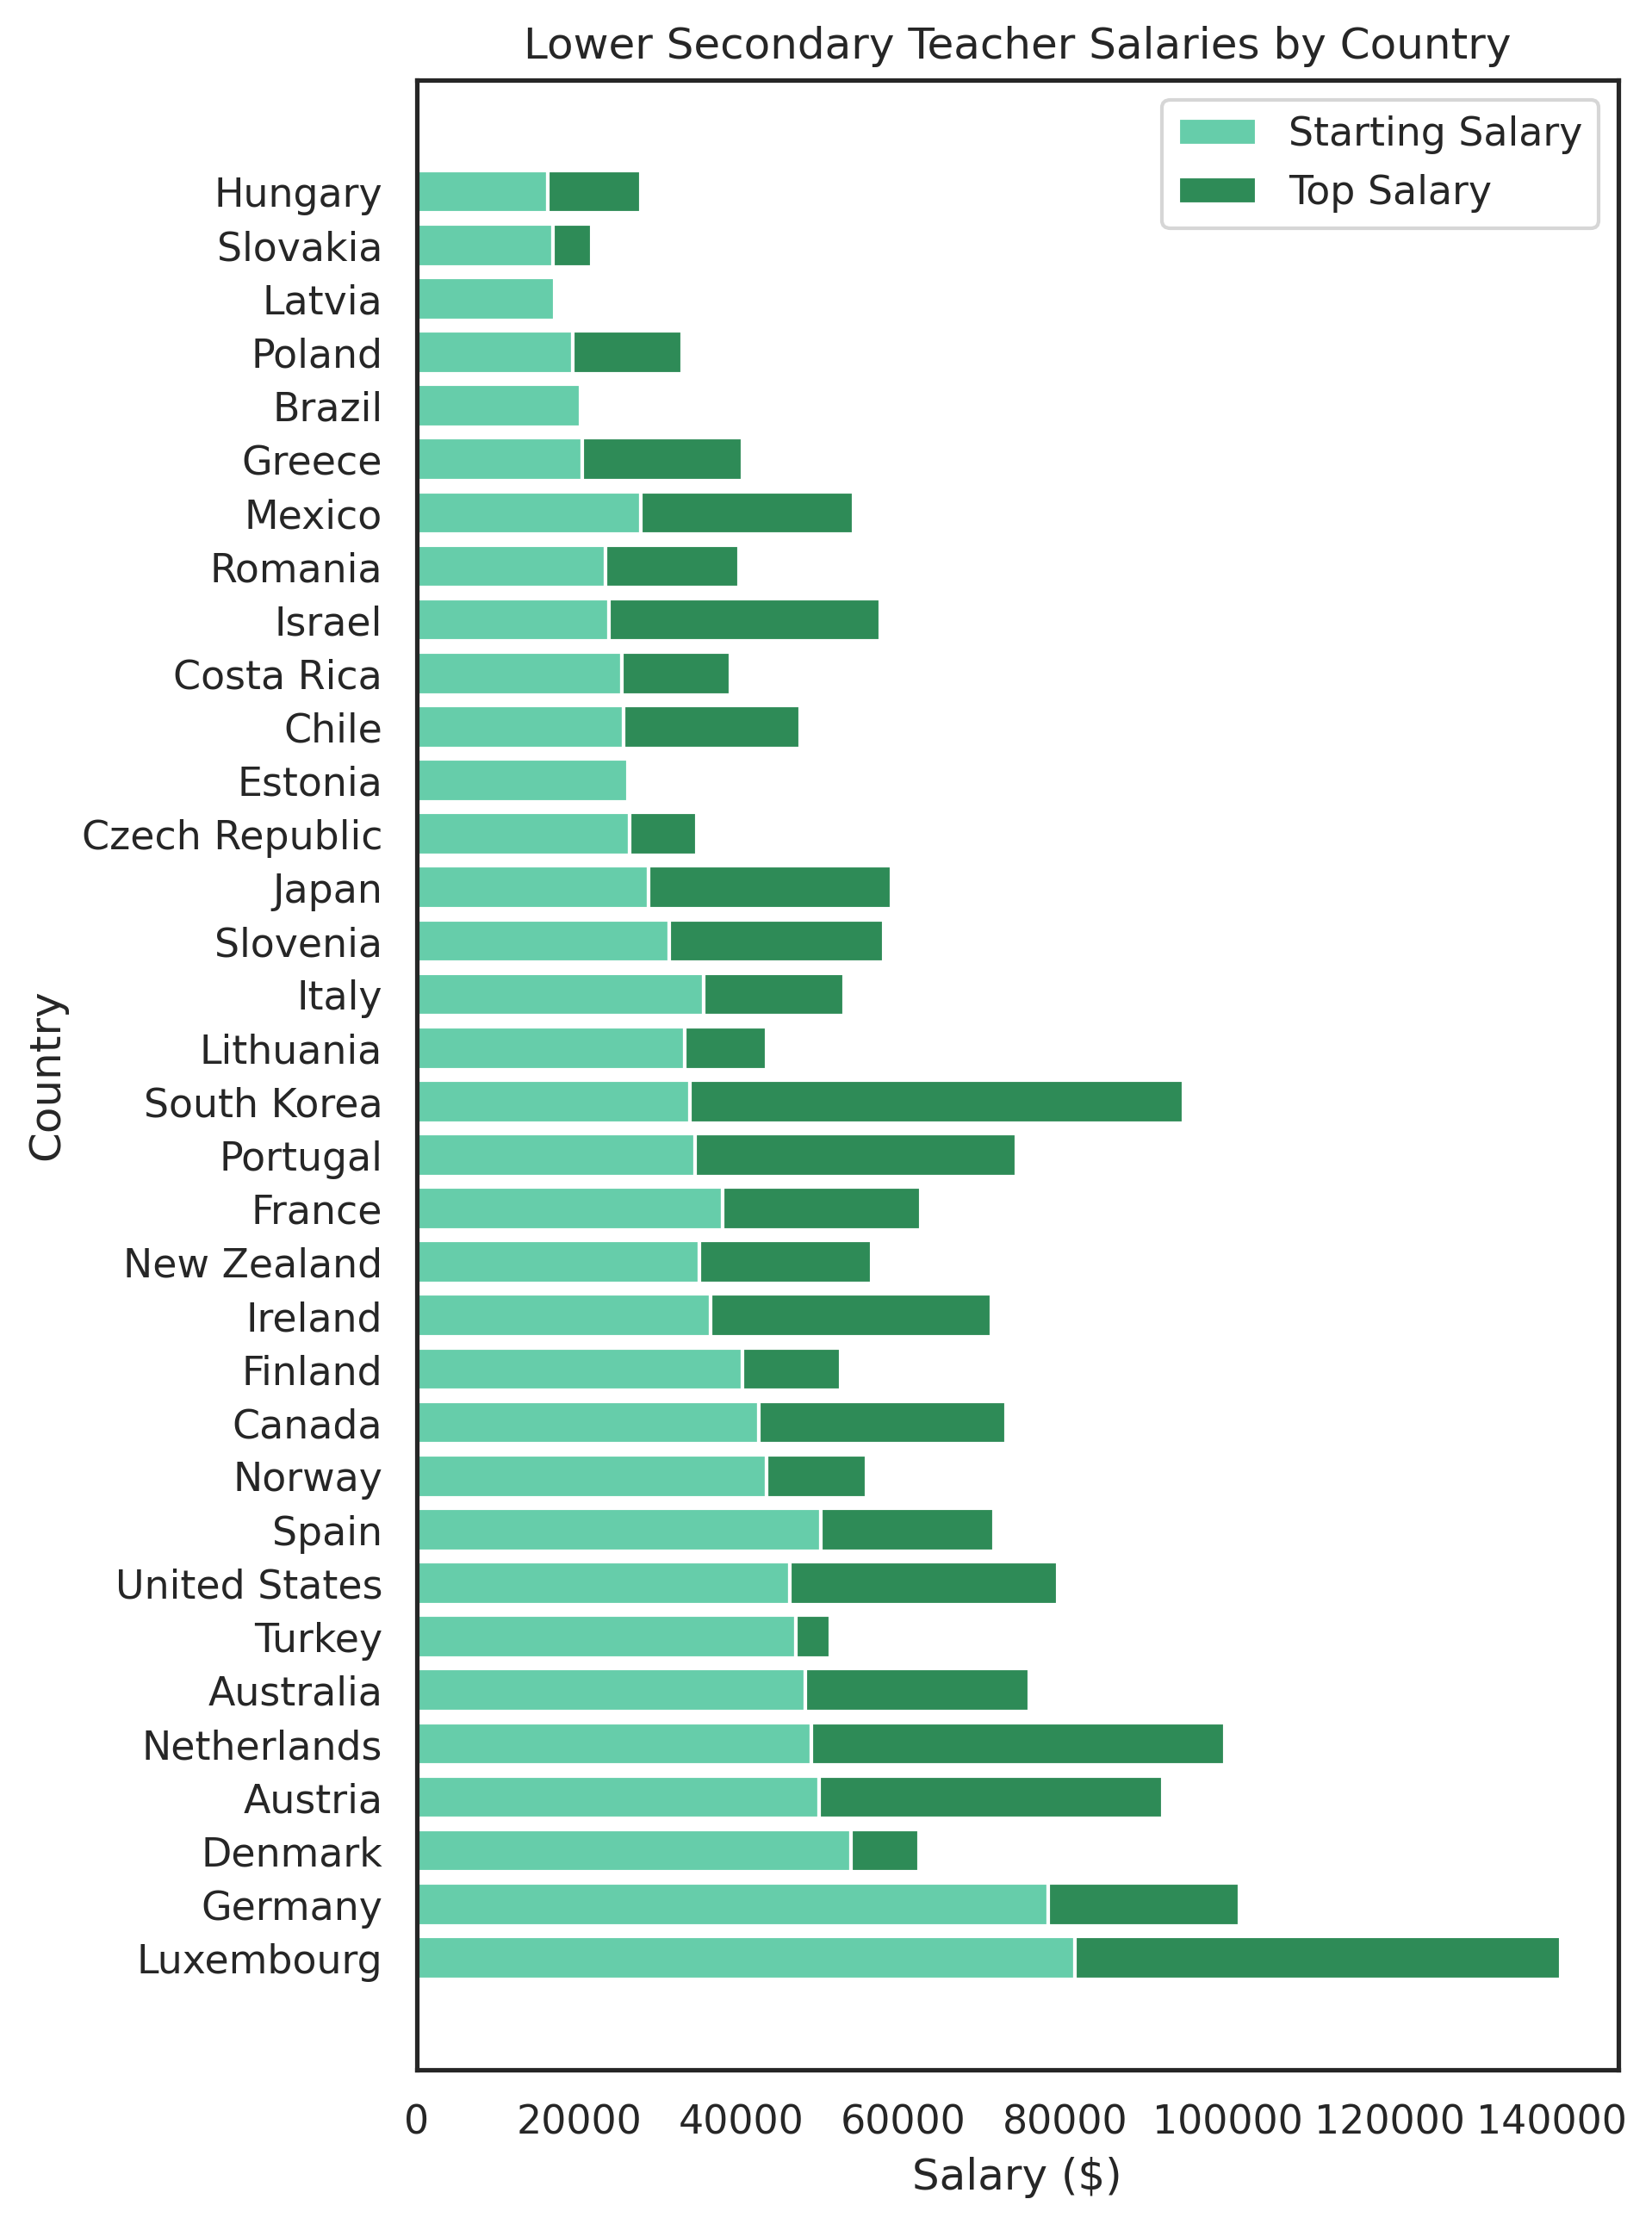 Lower Secondary Teacher Salaries by Country
Starting Salary
Top Salary
Hungary
Slovakia
Latvia
Poland
Brazil
Greece
Mexico
Romania
Israel
Costa Rica
Chile
Estonia
Czech Republic
Japan
Slovenia
Italy
Lithuania
South Korea
Portugal
France
New Zealand
Ireland
Finland
Canada
Norway
Spain
United States
Turkey
Australia
Netherlands
Austria
Denmark
Germany
Luxembourg
Country
0 20000 40000 60000 80000 100000 120000 140000
Salary ($)